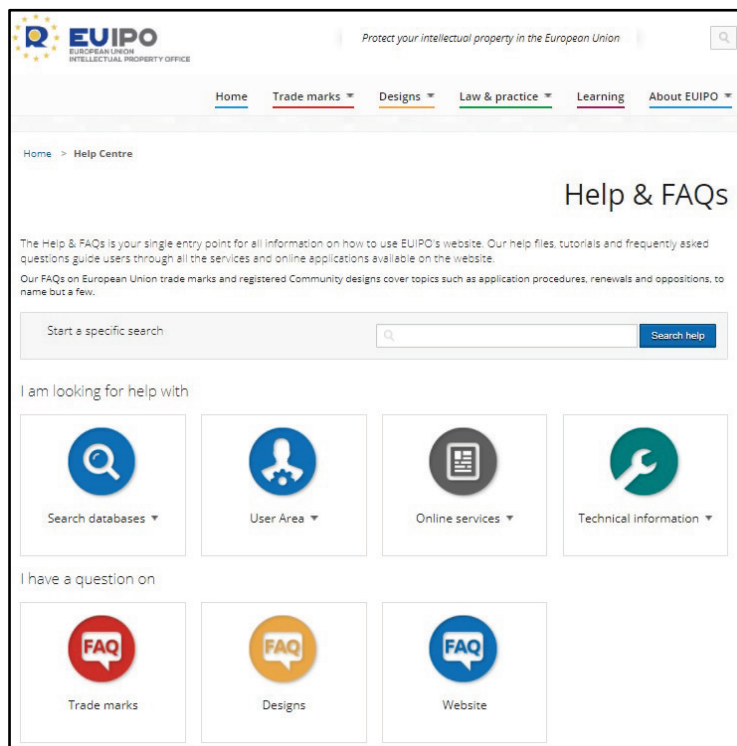 EUIPO
EUROPEAN UNION
INTELLECTUAL PROPERTY OFFICE
Protect your intellectual property in the European Union
Home Trade marks Designs Law & practice Learning About EUIPO
Home > Help Centre
Help & FAQs
The Help & FAQs is your single entry point for all information on how to use EUIPO's website. Our help files, tutorials and frequently asked
questions guide users through all the services and online applications available on the website.
Our FAQs on European Union trade marks and registered Community designs cover topics such as application procedures, renewals and oppositions, to
name but a few.
Start a specific search Search help
I am looking for help with
Search databases User Area Online services Technical information
I have a question on
FAQ FAQ FAQ
Trade marks Designs Website